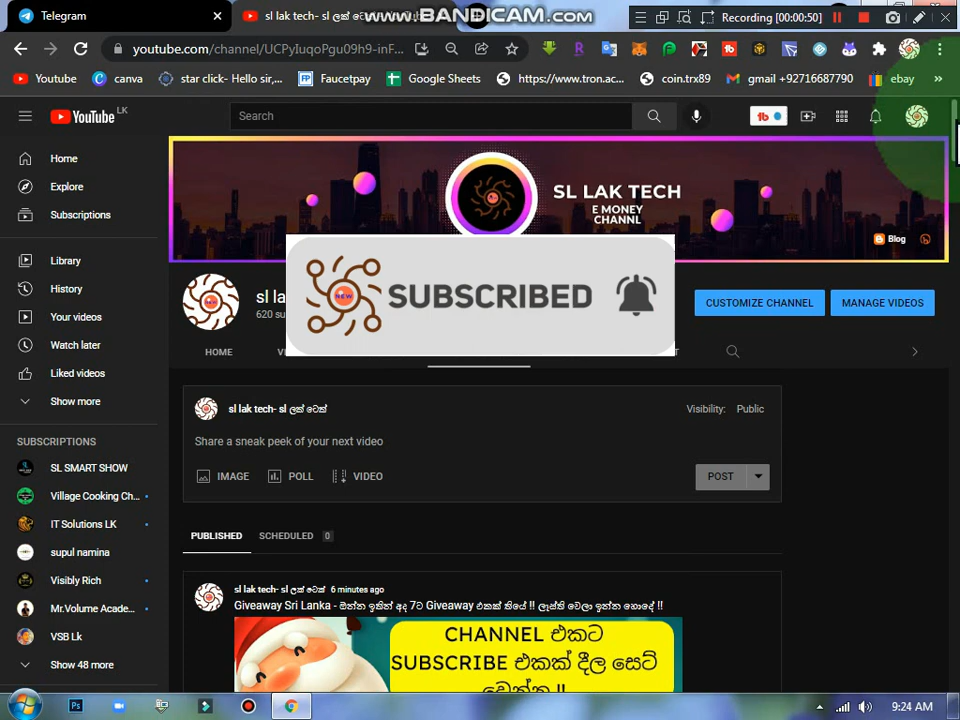 Telegram
sl lak tech- sl ලක් ටෙ
www.BANDICAM.com
Recording [00:00:50]
youtube.com/channel/UCPyIuqoPgu09h9-inF...
Youtube
canva
star click- Hello sir,...
Faucetpay
Google Sheets
https://www.tron.ac...
coin.trx89
gmail +92716687790
ebay
YouTube LK
Search
Home
Explore
Subscriptions
Library
History
Your videos
Watch later
Liked videos
Show more
SUBSCRIPTIONS
SL SMART SHOW
Village Cooking Ch...
IT Solutions LK
supul namina
Visibly Rich
Mr.Volume Acade...
VSB Lk
Show 48 more
SL LAK TECH
E MONEY
CHANNL
Blog
NEW
SUBSCRIBED
sl la
620 su
CUSTOMIZE CHANNEL
MANAGE VIDEOS
HOME
sl lak tech- sl ලක් ටෙක්
Visibility: Public
Share a sneak peek of your next video
IMAGE
POLL
VIDEO
POST
PUBLISHED
SCHEDULED 0
sl lak tech- sl ලක් ටෙක් 6 minutes ago
Giveaway Sri Lanka - ඔන්න ඉතින් අද 7ට Giveaway එකක් තියේ !! ලෑස්ති වෙලා ඉන්න හොදේ !!
CHANNEL එකට
SUBSCRIBE එකක් දීල සෙට්
වෙන්න !!
Ps
9:24 AM